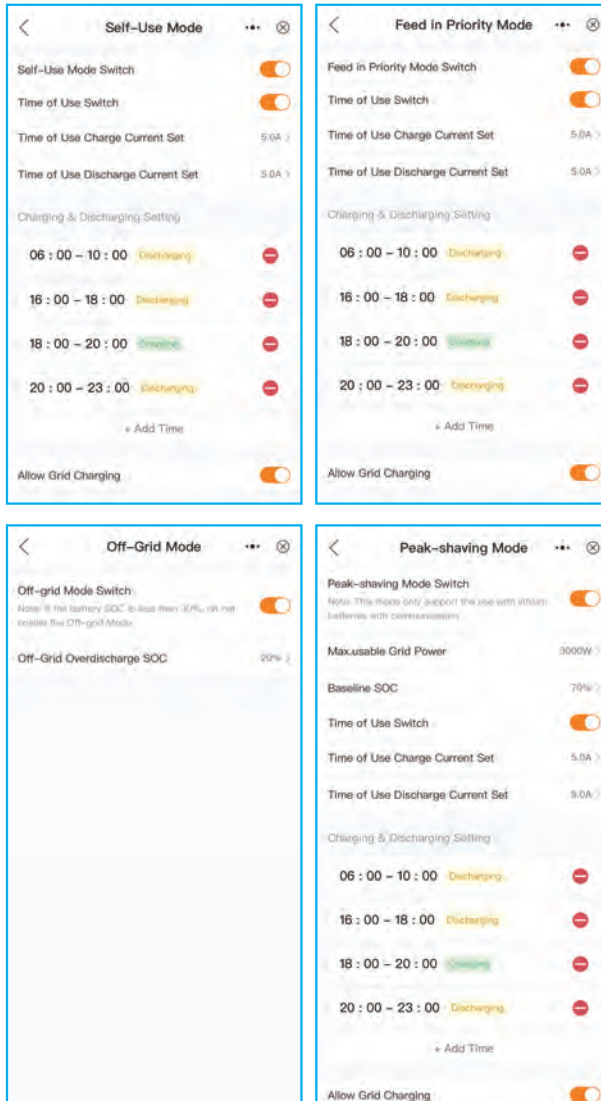 Self-Use Mode
Self-Use Mode Switch
Time of Use Switch
Time of Use Charge Current Set 5.0A
Time of Use Discharge Current Set 5.0A
Charging & Discharging Setting
06 : 00 – 10 : 00 Discharging
16 : 00 – 18 : 00 Discharging
18 : 00 – 20 : 00 Charging
20 : 00 – 23 : 00 Discharging
+ Add Time
Allow Grid Charging
Feed in Priority Mode
Feed in Priority Mode Switch
Time of Use Switch
Time of Use Charge Current Set 5.0A
Time of Use Discharge Current Set 5.0A
Charging & Discharging Setting
06 : 00 – 10 : 00 Discharging
16 : 00 – 18 : 00 Discharging
18 : 00 – 20 : 00 Charging
20 : 00 – 23 : 00 Discharging
+ Add Time
Allow Grid Charging
Off-Grid Mode
Off-grid Mode Switch
Note: If the battery SOC is less than 30%, do not
enable the Off-grid Mode
Off-Grid Overdischarge SOC 20%
Peak-shaving Mode
Peak-shaving Mode Switch
Note: This mode only support the use with lithium
batteries with communication
Max.usable Grid Power 3000W
Baseline SOC 70%
Time of Use Switch
Time of Use Charge Current Set 5.0A
Time of Use Discharge Current Set 5.0A
Charging & Discharging Setting
06 : 00 – 10 : 00 Discharging
16 : 00 – 18 : 00 Discharging
18 : 00 – 20 : 00 Charging
20 : 00 – 23 : 00 Discharging
+ Add Time
Allow Grid Charging